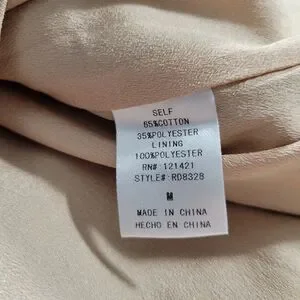 SELF
65%COTTON
35%POLYESTER
LINING
100%POLYESTER
RN# 121421
STYLE#: RD8328
M
MADE IN CHINA
HECHO EN CHINA